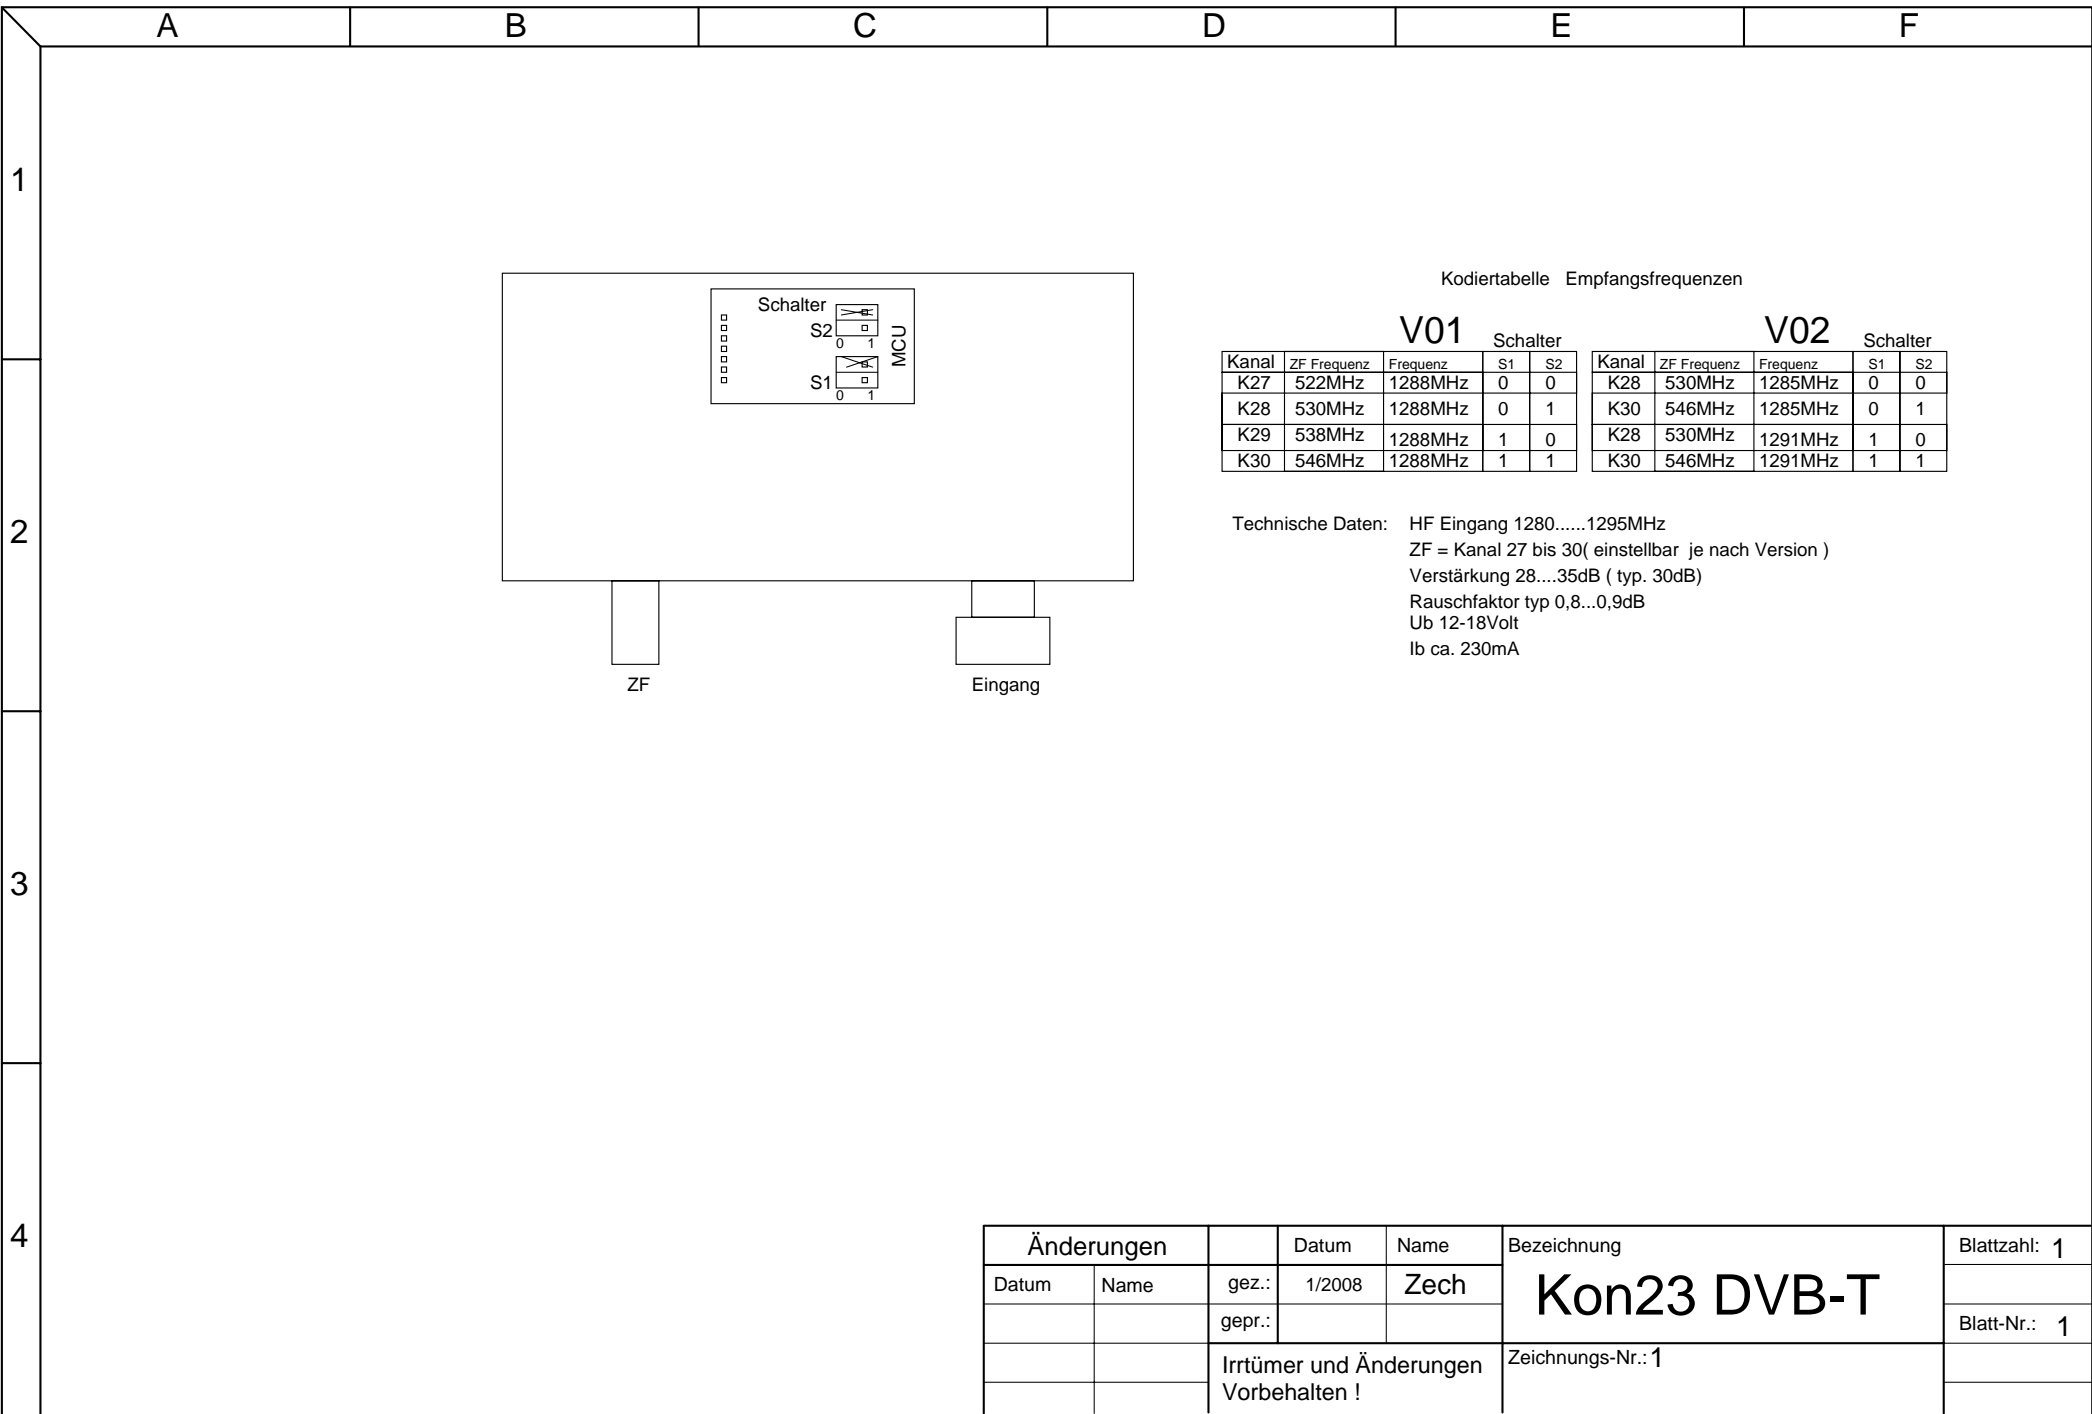 A B C D E F
1
2
3
4
Schalter
S2
0 1
S1
0 1
MCU
ZF
Eingang
Kodiertabelle Empfangsfrequenzen
V01 Schalter
Kanal ZF Frequenz Frequenz S1 S2
K27 522MHz 1288MHz 0 0
K28 530MHz 1288MHz 0 1
K29 538MHz 1288MHz 1 0
K30 546MHz 1288MHz 1 1
V02 Schalter
Kanal ZF Frequenz Frequenz S1 S2
K28 530MHz 1285MHz 0 0
K30 546MHz 1285MHz 0 1
K28 530MHz 1291MHz 1 0
K30 546MHz 1291MHz 1 1
Technische Daten: HF Eingang 1280......1295MHz
ZF = Kanal 27 bis 30( einstellbar je nach Version )
Verstärkung 28....35dB ( typ. 30dB)
Rauschfaktor typ 0,8...0,9dB
Ub 12-18Volt
Ib ca. 230mA
Änderungen
Datum Name
Datum Name
gez.: 1/2008 Zech
gepr.:
Irrtümer und Änderungen
Vorbehalten !
Bezeichnung
Kon23 DVB-T
Zeichnungs-Nr.: 1
Blattzahl: 1
Blatt-Nr.: 1